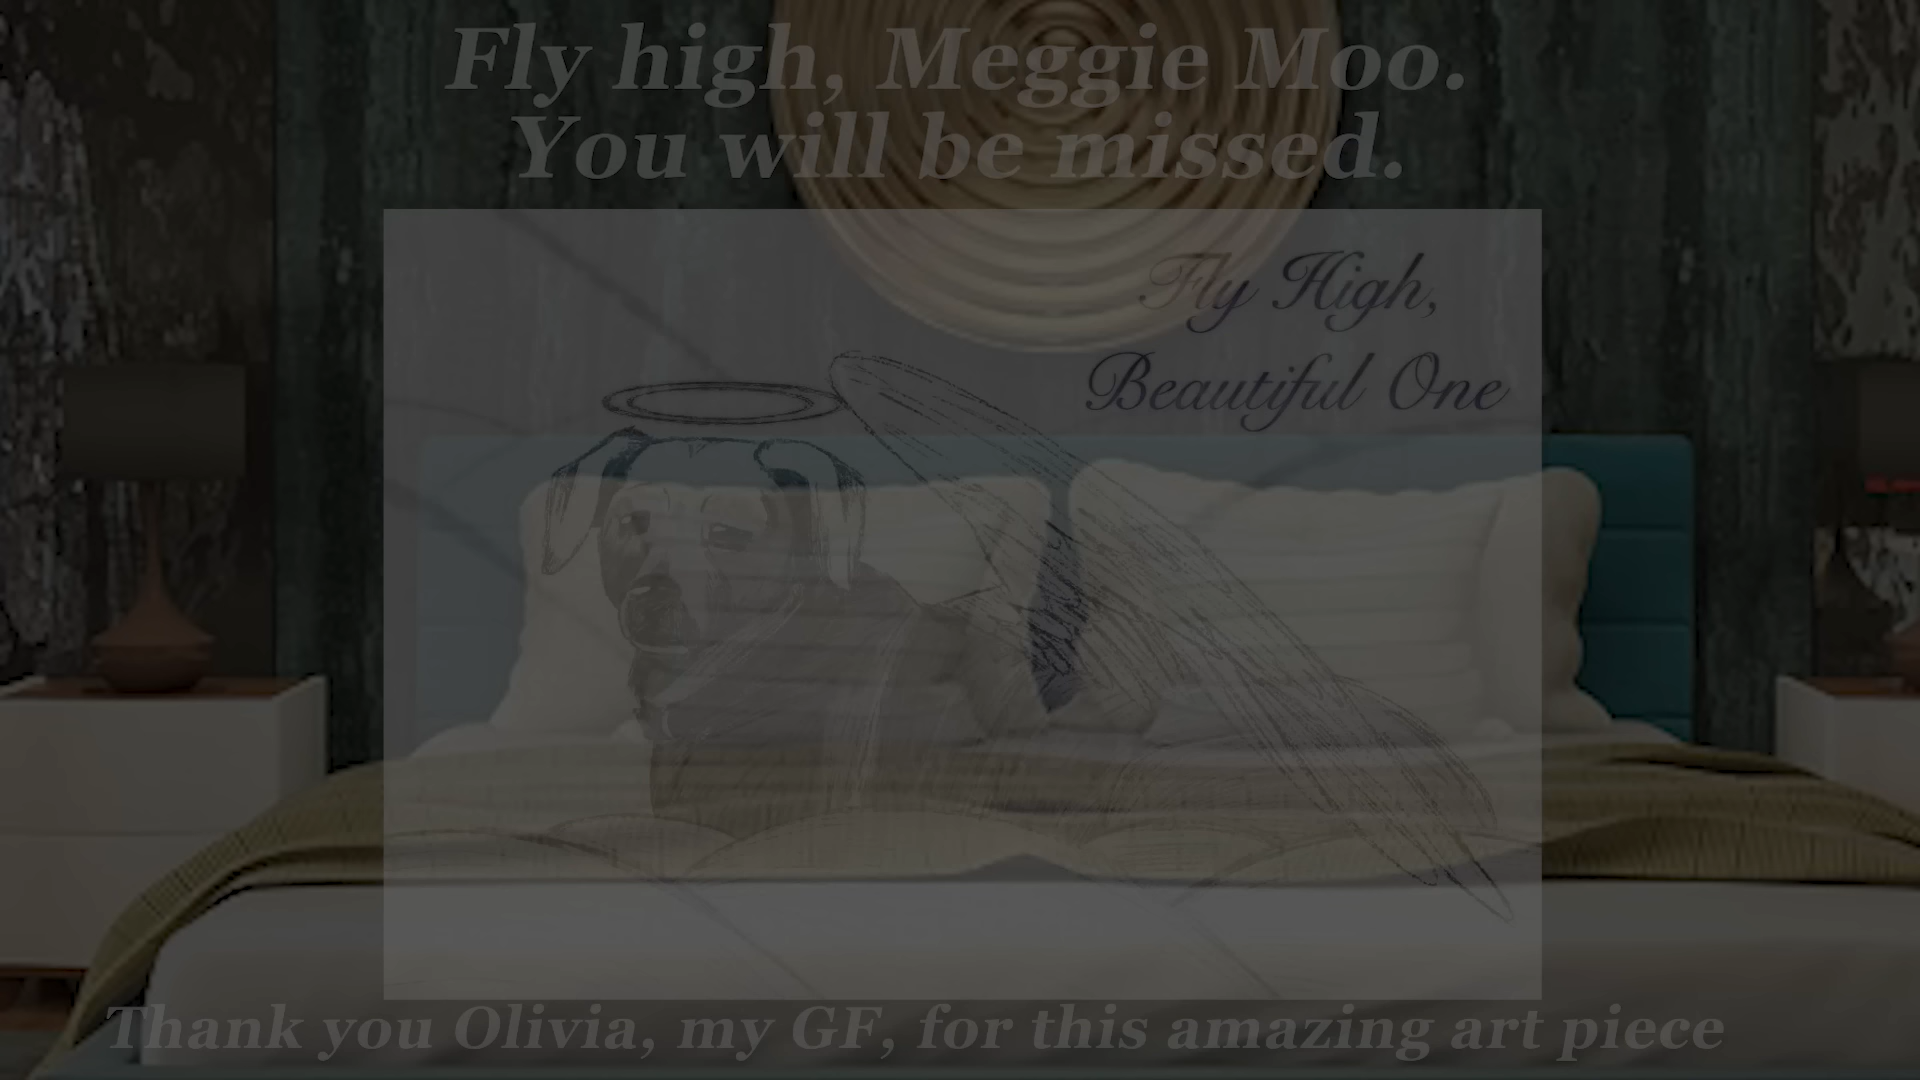 Fly high, Meggie Moo.
You will be missed.
Fly High,
Beautiful One
Thank you Olivia, my GF, for this amazing art piece